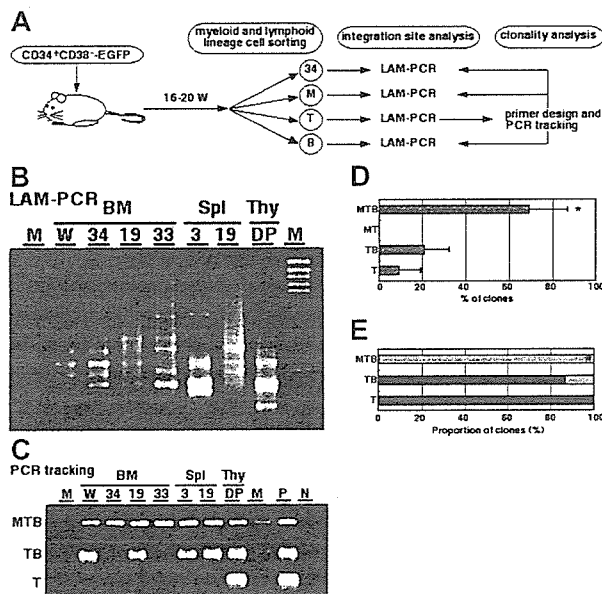 A
myeloid and lymphoid
lineage cell sorting
integration site analysis
clonality analysis
CD34+CD38--EGFP
16-20 W
34
LAM-PCR
M
LAM-PCR
T
LAM-PCR
primer design and
PCR tracking
B
LAM-PCR
B
LAM-PCR
BM Spl Thy
M W 34 19 33 3 19 DP M
C
PCR tracking
BM Spl Thy
M W 34 19 33 3 19 DP M P N
MTB
TB
T
D
MTB
*
MT
TB
T
0 20 40 60 80 100
% of clones
E
MTB
TB
T
0 20 40 60 80 100
Proportion of clones (%)